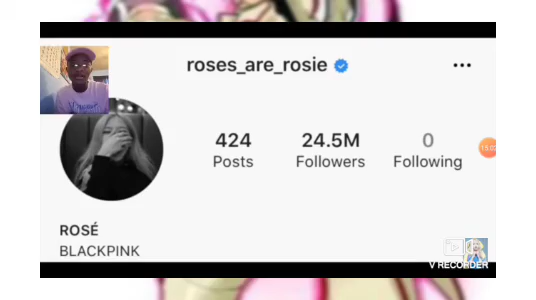 roses_are_rosie
424
24.5M
0
Posts
Followers
Following
ROSÉ
BLACKPINK
V RECORDER